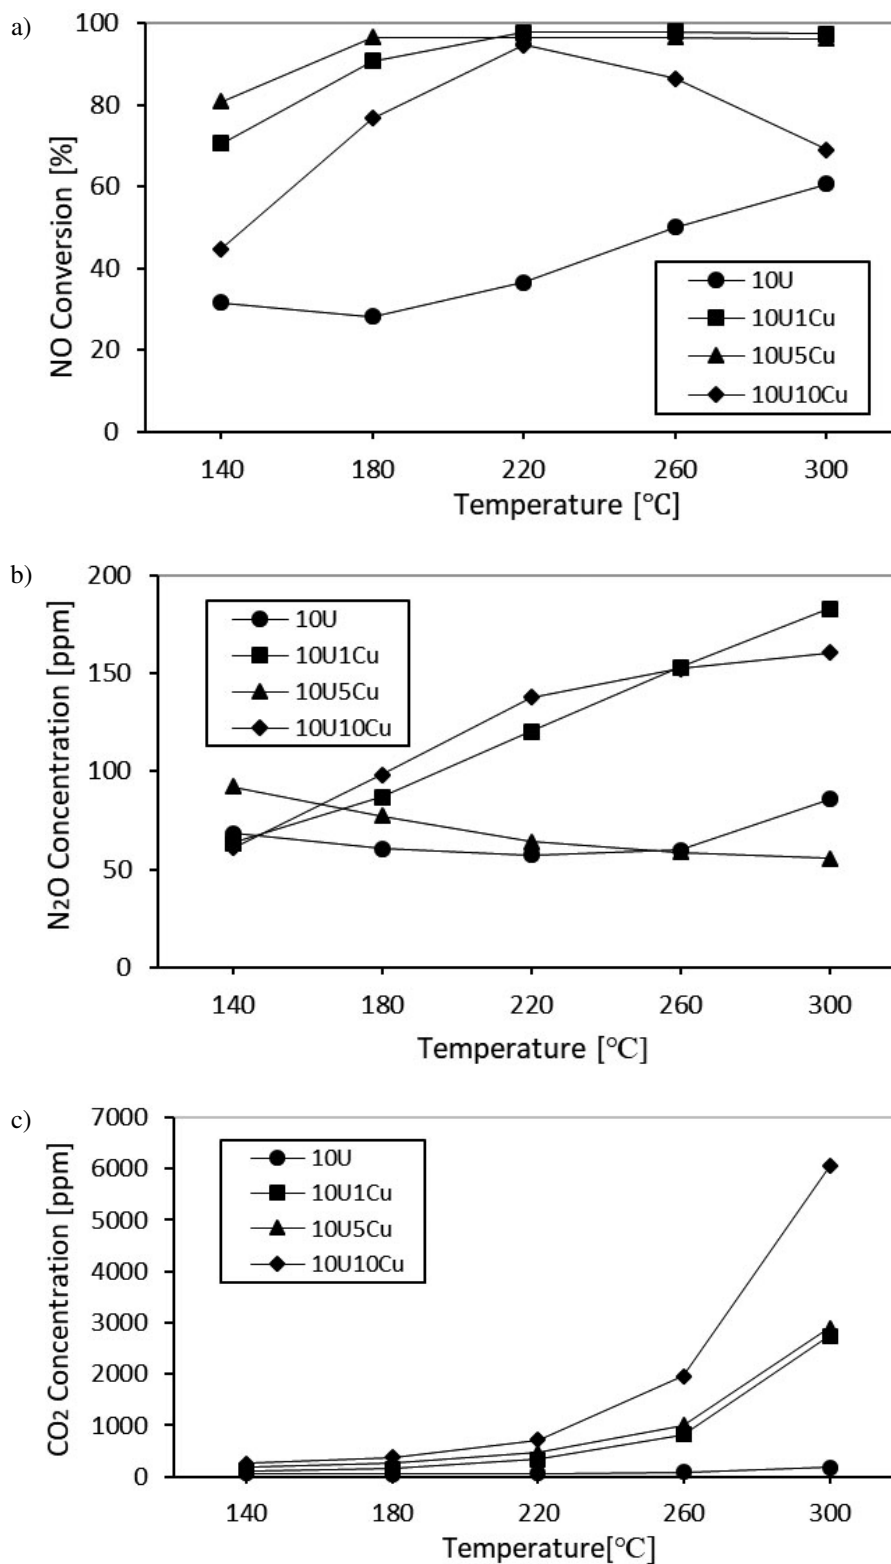 a)
NO Conversion [%]
100
80
60
40
20
0
10U
10U1Cu
10U5Cu
10U10Cu
140 180 220 260 300
Temperature [°C]
b)
N2O Concentration [ppm]
200
150
100
50
0
10U
10U1Cu
10U5Cu
10U10Cu
140 180 220 260 300
Temperature [°C]
c)
CO2 Concentration [ppm]
7000
6000
5000
4000
3000
2000
1000
0
10U
10U1Cu
10U5Cu
10U10Cu
140 180 220 260 300
Temperature[°C]